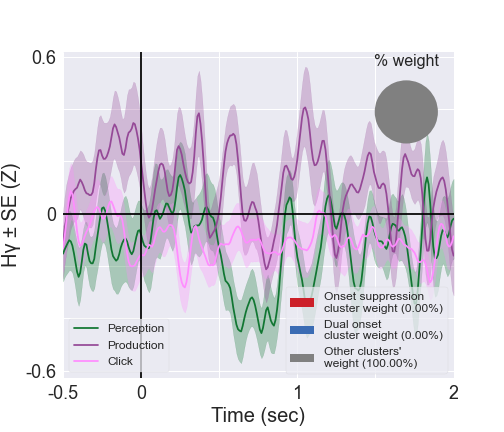 % weight
0.6
0
-0.6
Hγ ± SE (Z)
Perception
Production
Click
Onset suppression
cluster weight (0.00%)
Dual onset
cluster weight (0.00%)
Other clusters'
weight (100.00%)
-0.5
0
1
2
Time (sec)